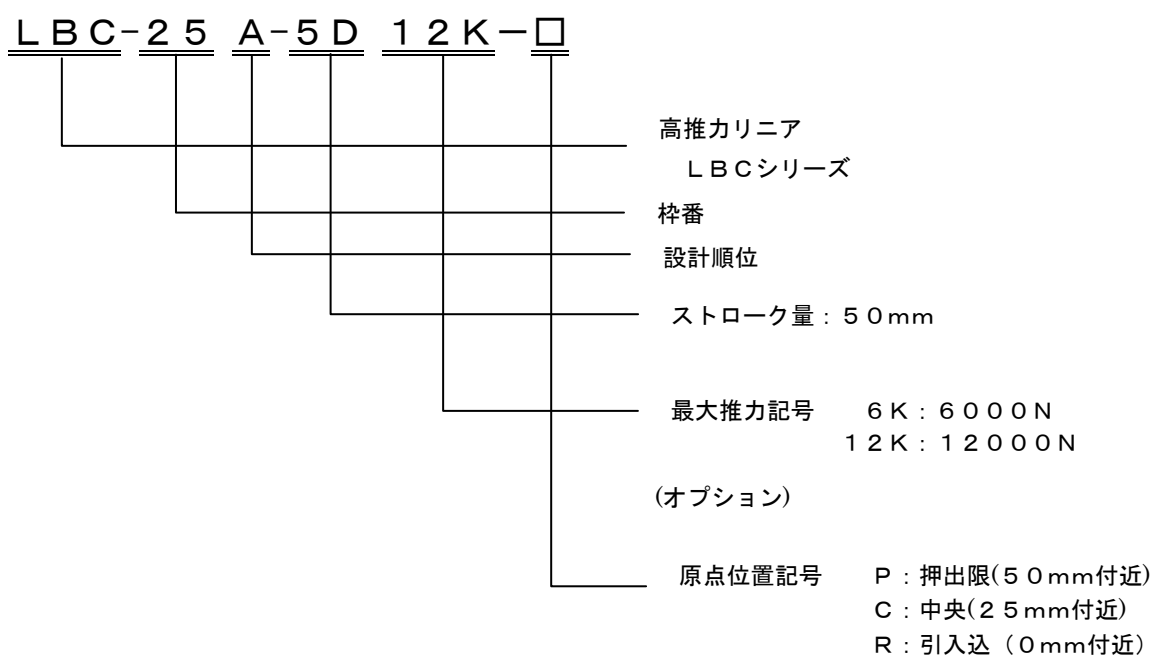 ＬＢＣ-２５ Ａ-５Ｄ １２Ｋ－□
高推力リニア
ＬＢＣシリーズ
枠番
設計順位
ストローク量：５０mm
最大推力記号 ６Ｋ：６０００Ｎ
１２Ｋ：１２０００Ｎ
(オプション)
原点位置記号 Ｐ：押出限(５０mm付近)
Ｃ：中央(２５mm付近)
Ｒ：引入込（０mm付近）